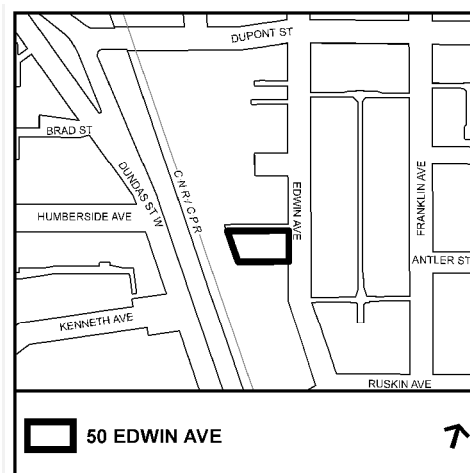 DUPONT ST
BRAD ST
DUNDAS ST W
C N R / C P R
EDWIN AVE
FRANKLIN AVE
HUMBERSIDE AVE
ANTLER ST
KENNETH AVE
RUSKIN AVE
50 EDWIN AVE